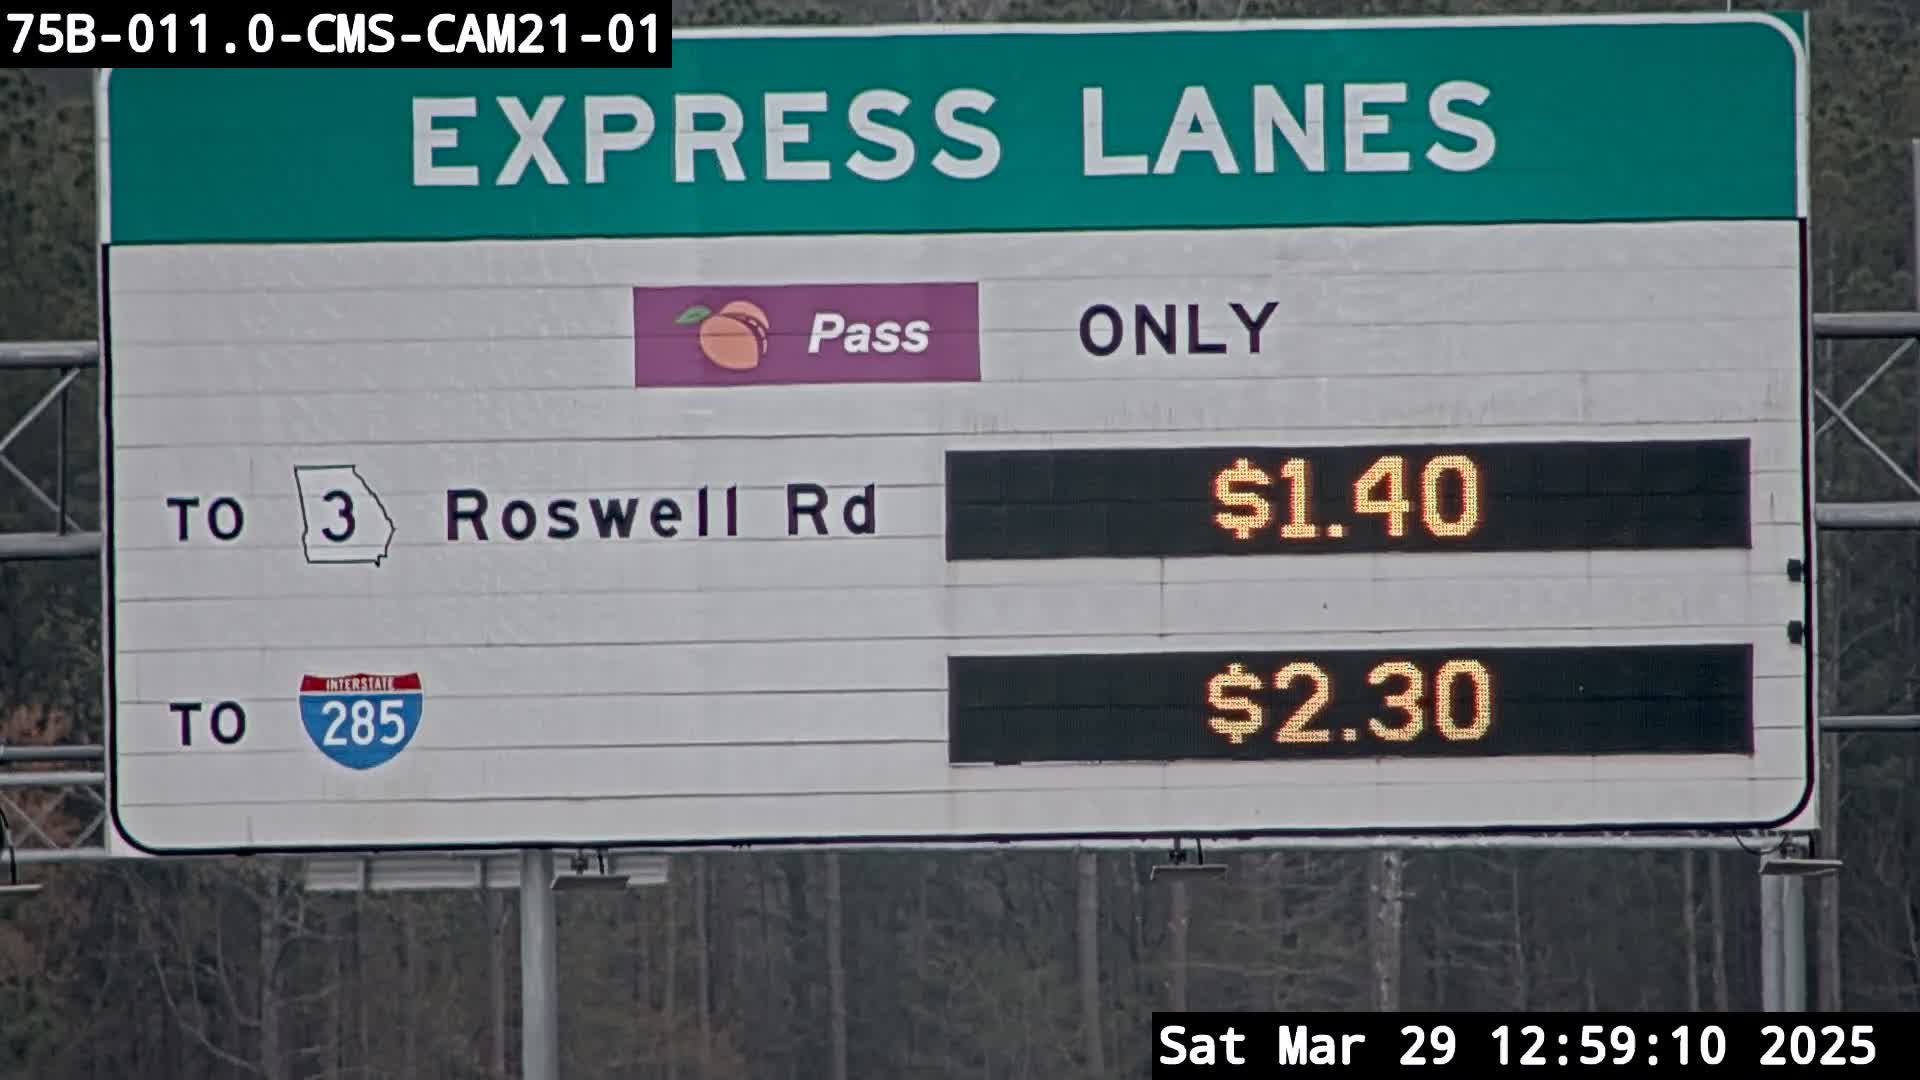 75B-011.0-CMS-CAM21-01
EXPRESS LANES
Pass ONLY
TO 3 Roswell Rd $1.40
TO INTERSTATE 285 $2.30
Sat Mar 29 12:59:10 2025